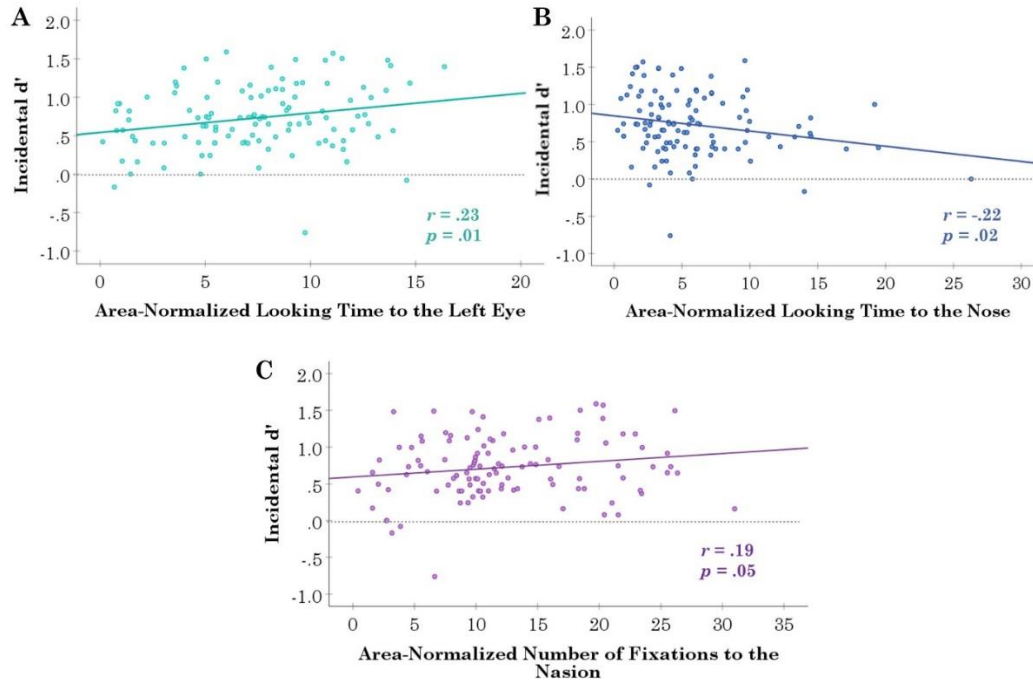 A
2.0
1.5
1.0
.5
.0
-.5
-1.0
Incidental d'
r = .23
p = .01
0 5 10 15 20
Area-Normalized Looking Time to the Left Eye
B
2.0
1.5
1.0
.5
.0
-.5
-1.0
Incidental d'
r = -.22
p = .02
0 5 10 15 20 25 30
Area-Normalized Looking Time to the Nose
C
2.0
1.5
1.0
.5
.0
-.5
-1.0
Incidental d'
r = .19
p = .05
0 5 10 15 20 25 30 35
Area-Normalized Number of Fixations to the
Nasion